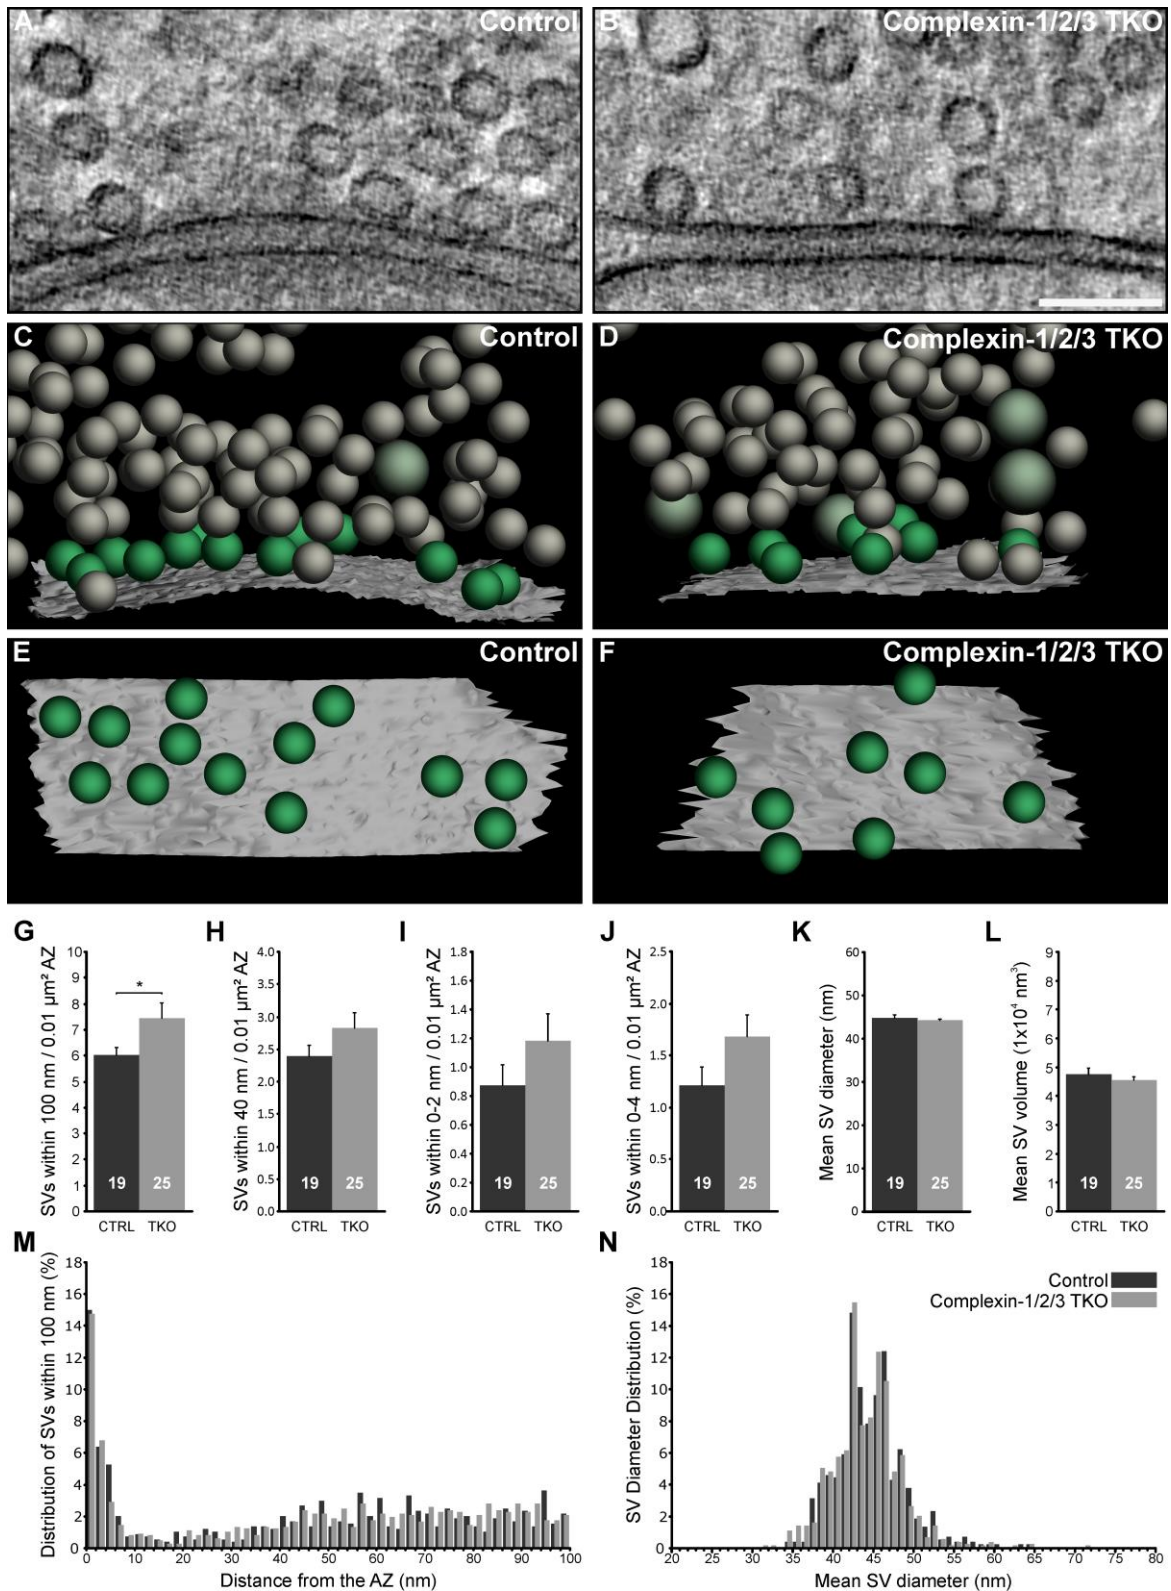 A Control
B Complexin-1/2/3 TKO
C Control
D Complexin-1/2/3 TKO
E Control
F Complexin-1/2/3 TKO
G
SVs within 100 nm / 0.01 µm² AZ
10
9
8
7
6
5
4
3
2
1
0
*
19 25
CTRL TKO
H
SVs within 40 nm / 0.01 µm² AZ
4.0
3.5
3.0
2.5
2.0
1.5
1.0
0.5
0.0
19 25
CTRL TKO
I
SVs within 0-2 nm / 0.01 µm² AZ
1.8
1.6
1.4
1.2
1.0
0.8
0.6
0.4
0.2
0.0
19 25
CTRL TKO
J
SVs within 0-4 nm / 0.01 µm² AZ
2.5
2.0
1.5
1.0
0.5
0.0
19 25
CTRL TKO
K
Mean SV diameter (nm)
60
50
40
30
20
10
0
19 25
CTRL TKO
L
Mean SV volume (1x10⁴ nm³)
9
8
7
6
5
4
3
2
1
0
19 25
CTRL TKO
M
Distribution of SVs within 100 nm (%)
18
16
14
12
10
8
6
4
2
0
0 10 20 30 40 50 60 70 80 90 100
Distance from the AZ (nm)
N
SV Diameter Distribution (%)
18
16
14
12
10
8
6
4
2
0
Control
Complexin-1/2/3 TKO
20 25 30 35 40 45 50 55 60 65 70 75 80
Mean SV diameter (nm)